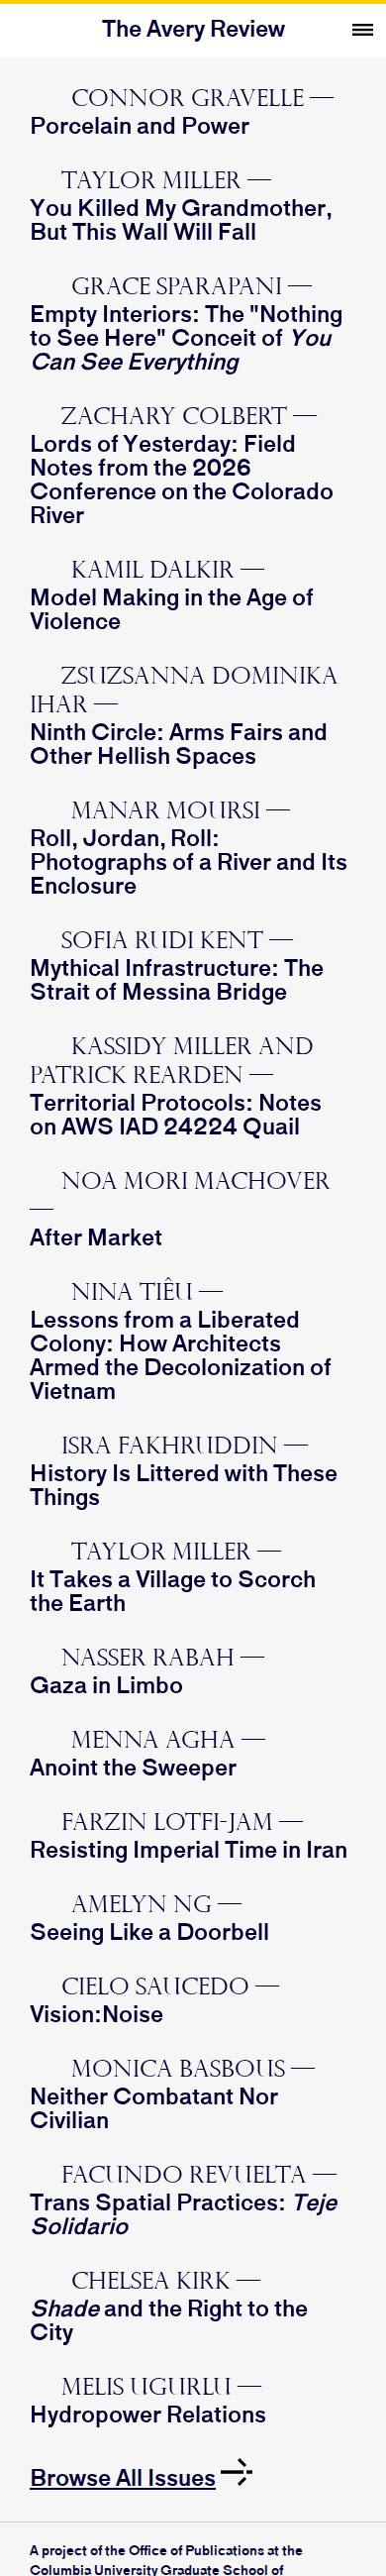 The Avery Review
CONNOR GRAVELLE —
Porcelain and Power
TAYLOR MILLER —
You Killed My Grandmother,
But This Wall Will Fall
GRACE SPARAPANI —
Empty Interiors: The "Nothing
to See Here" Conceit of You
Can See Everything
ZACHARY COLBERT —
Lords of Yesterday: Field
Notes from the 2026
Conference on the Colorado
River
KAMIL DALKIR —
Model Making in the Age of
Violence
ZSUZSANNA DOMINIKA
IHAR —
Ninth Circle: Arms Fairs and
Other Hellish Spaces
MANAR MOURSI —
Roll, Jordan, Roll:
Photographs of a River and Its
Enclosure
SOFIA RUDI KENT —
Mythical Infrastructure: The
Strait of Messina Bridge
KASSIDY MILLER AND
PATRICK REARDEN —
Territorial Protocols: Notes
on AWS IAD 24224 Quail
NOA MORI MACHOVER
—
After Market
NINA TIÊU —
Lessons from a Liberated
Colony: How Architects
Armed the Decolonization of
Vietnam
ISRA FAKHRUDDIN —
History Is Littered with These
Things
TAYLOR MILLER —
It Takes a Village to Scorch
the Earth
NASSER RABAH —
Gaza in Limbo
MENNA AGHA —
Anoint the Sweeper
FARZIN LOTFI-JAM —
Resisting Imperial Time in Iran
AMELYN NG —
Seeing Like a Doorbell
CIELO SAUCEDO —
Vision:Noise
MONICA BASBOUS —
Neither Combatant Nor
Civilian
FACUNDO REVUELTA —
Trans Spatial Practices: Teje
Solidario
CHELSEA KIRK —
Shade and the Right to the
City
MELIS UGURLU —
Hydropower Relations
Browse All Issues
A project of the Office of Publications at the
Columbia University Graduate School of